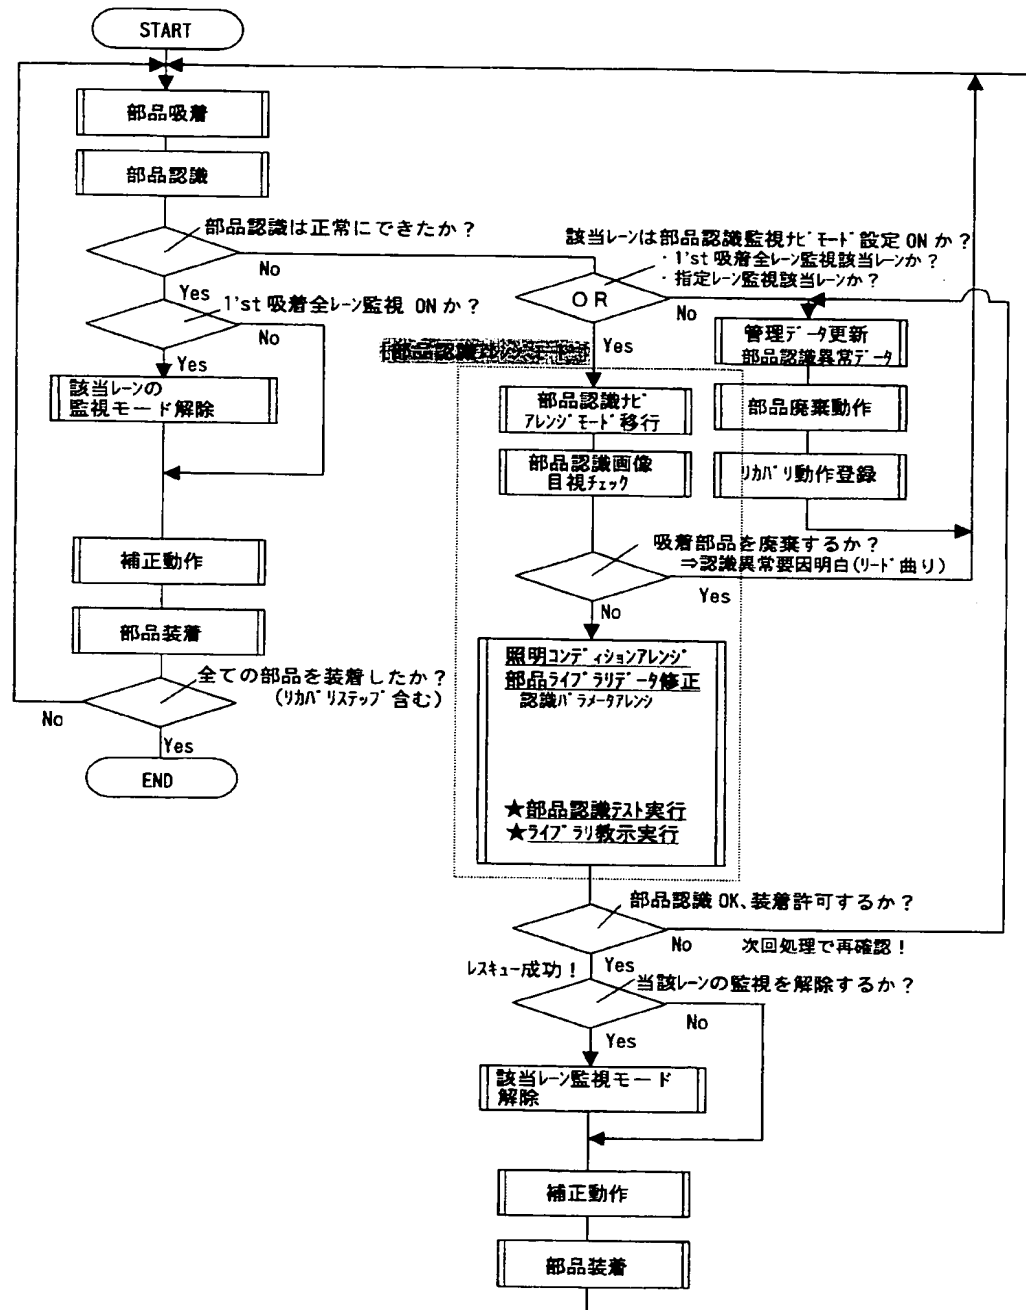 START
部品吸着
部品認識
部品認識は正常にできたか？
No
Yes
1'st 吸着全レーン監視 ONか？
No
Yes
該当ﾚｰﾝの
監視モード解除
補正動作
部品装着
全ての部品を装着したか？
(ﾘｶﾊﾞﾘｽﾃｯﾌﾟ含む)
No
Yes
END
該当レーンは部品認識監視ﾅﾋﾞﾓｰﾄﾞ設定 ONか？
・1'st 吸着全レーン監視該当レーンか？
・指定レーン監視該当レーンか？
OR
No
Yes
管理ﾃﾞｰﾀ更新
部品認識異常ﾃﾞｰﾀ
部品廃棄動作
ﾘｶﾊﾞﾘ動作登録
部品認識ﾅﾋﾞ
ｱﾚﾝｼﾞﾓｰﾄﾞ移行
部品認識画像
目視ﾁｪｯｸ
吸着部品を廃棄するか？
⇒認識異常要因明白(ﾘｰﾄﾞ曲り)
Yes
No
照明ｺﾝﾃﾞｨｼｮﾝｱﾚﾝｼﾞ
部品ﾗｲﾌﾞﾗﾘﾃﾞｰﾀ修正
認識ﾊﾟﾗﾒｰﾀｱﾚﾝｼ
★部品認識ﾃｽﾄ実行
★ﾗｲﾌﾞﾗﾘ教示実行
部品認識 OK、装着許可するか？
No
次回処理で再確認！
ﾚｽｷｭｰ成功！
Yes
当該ﾚｰﾝの監視を解除するか？
No
Yes
該当ﾚｰﾝ監視モード
解除
補正動作
部品装着